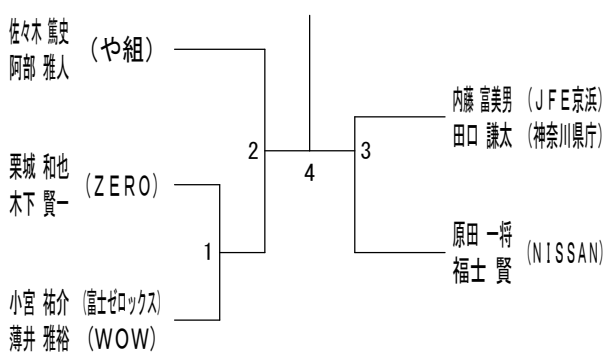 佐々木 篤史
阿部 雅人
(や組)
栗城 和也
木下 賢一
(ZERO)
小宮 祐介 (富士ゼロックス)
薄井 雅裕 (WOW)
1
2
4
3
内藤 富美男 (JFE京浜)
田口 謙太 (神奈川県庁)
原田 一将
福士 賢
(NISSAN)